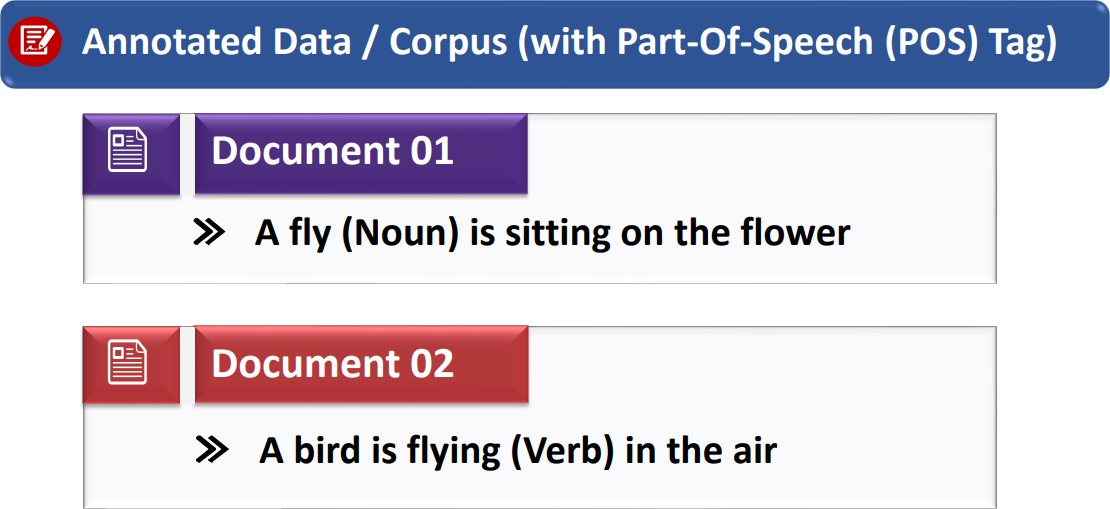 Annotated Data / Corpus (with Part-Of-Speech (POS) Tag)
Document 01
A fly (Noun) is sitting on the flower
Document 02
A bird is flying (Verb) in the air